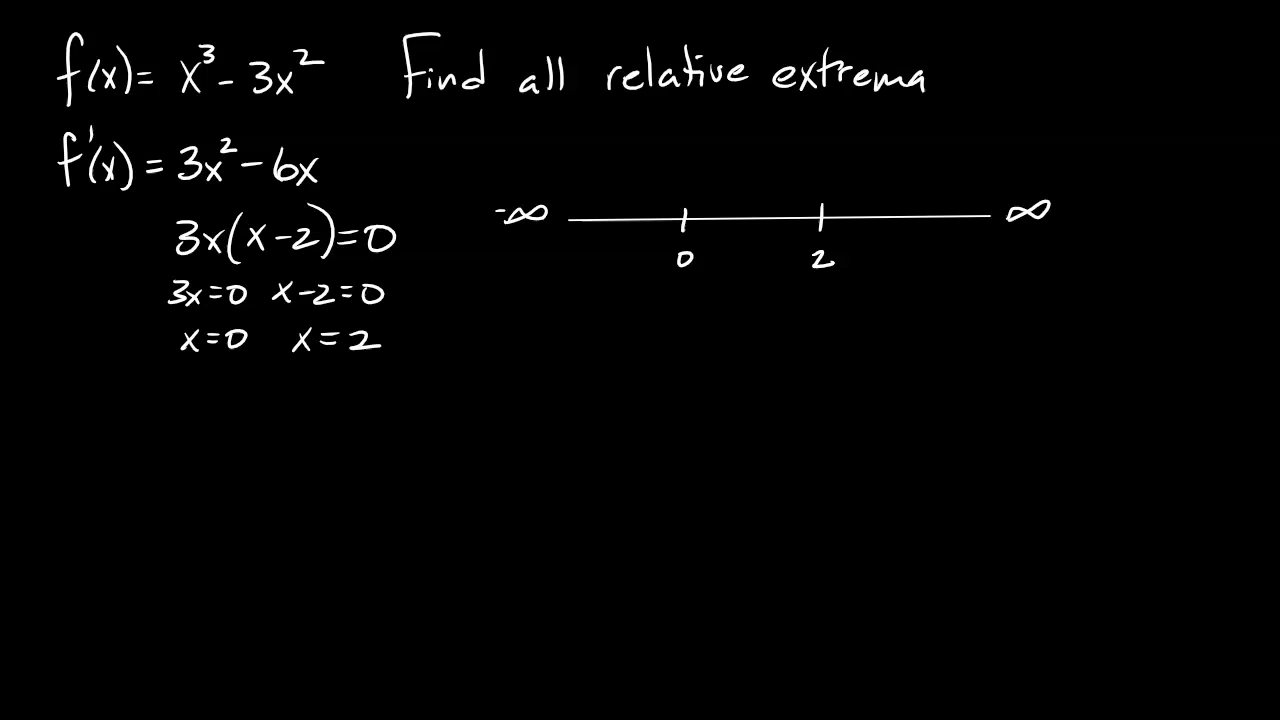 f(x) = x³ - 3x² Find all relative extrema
f'(x) = 3x² - 6x
3x(x-2)=0
-∞ ∞
0 2
3x=0 x-2=0
x=0 x=2